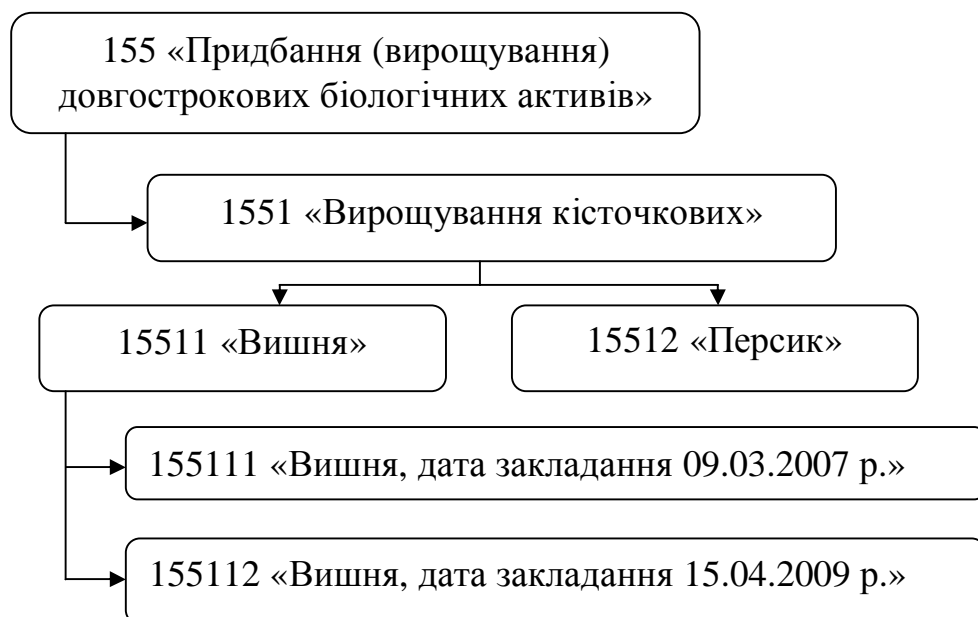 155 «Придбання (вирощування)
довгострокових біологічних активів»
1551 «Вирощування кісточкових»
15511 «Вишня»
15512 «Персик»
155111 «Вишня, дата закладання 09.03.2007 р.»
155112 «Вишня, дата закладання 15.04.2009 р.»